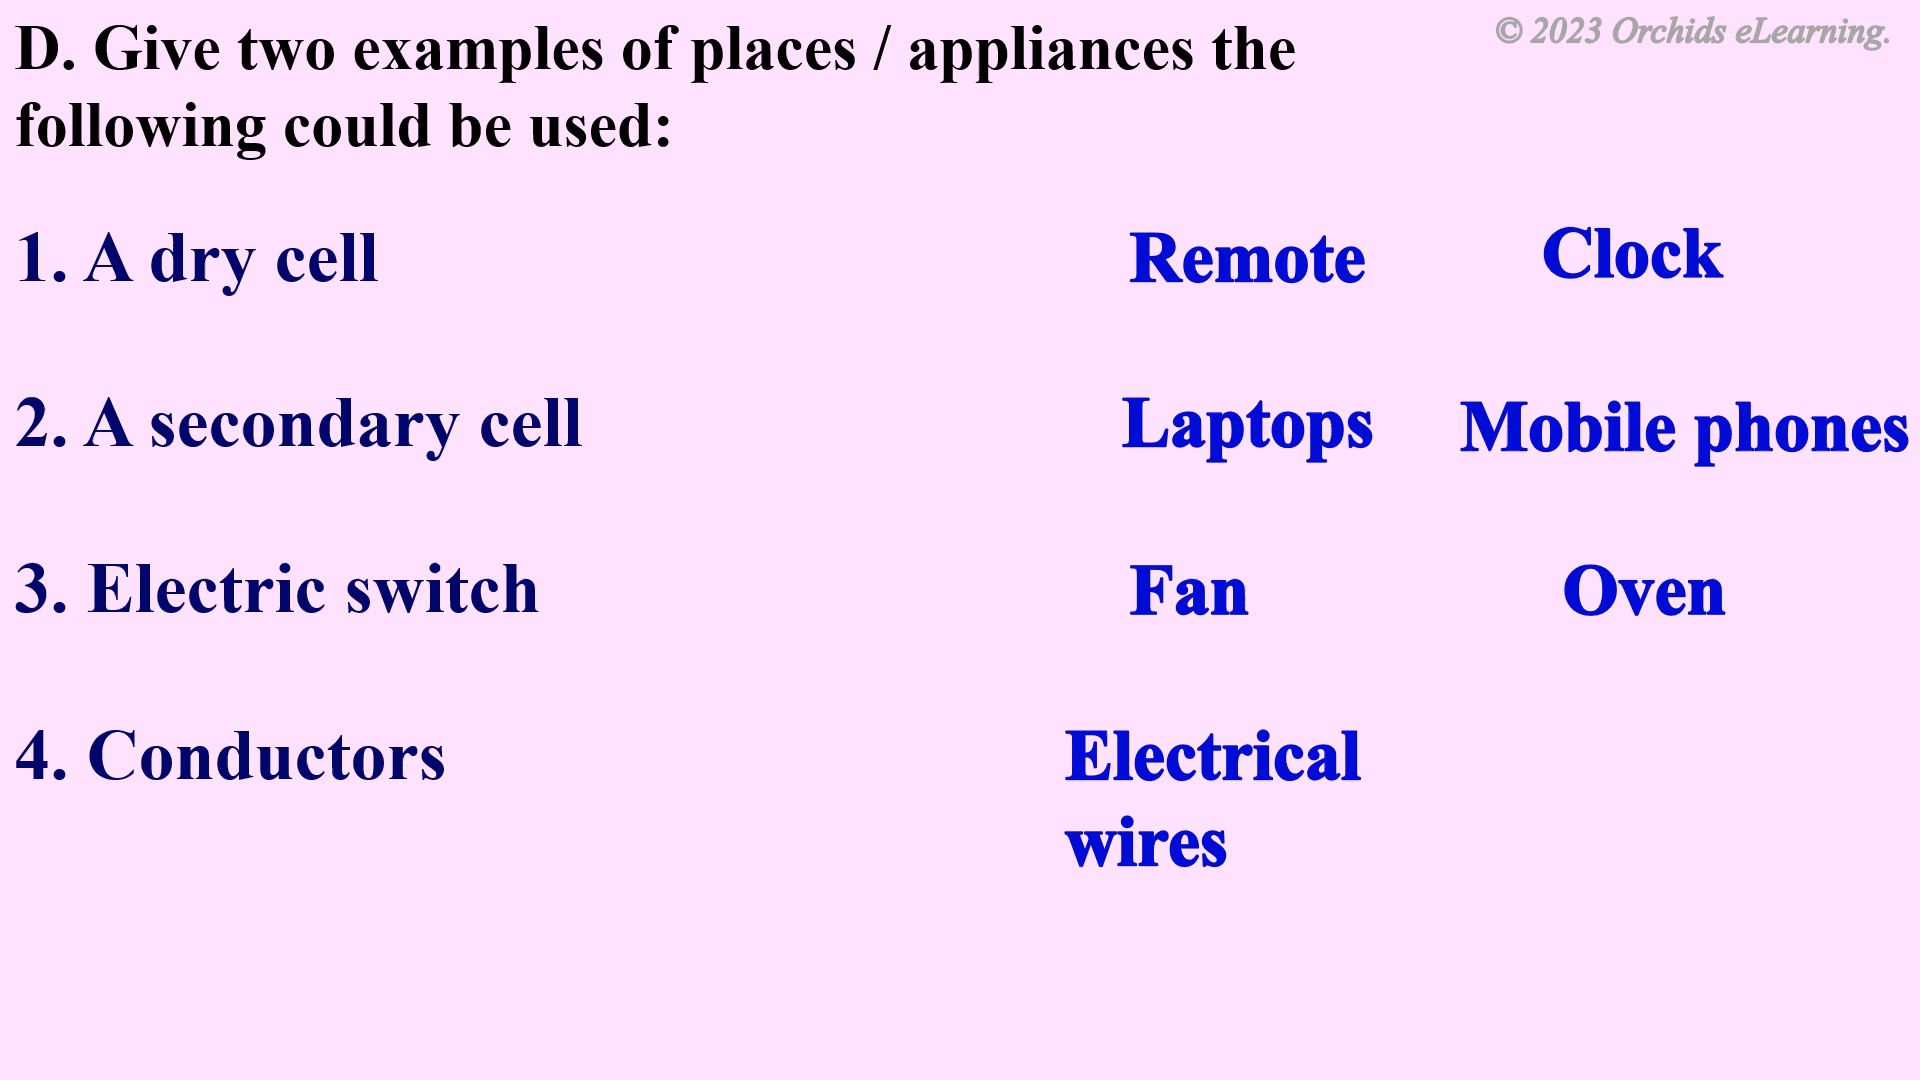 D. Give two examples of places / appliances the
following could be used:
© 2023 Orchids eLearning.
1. A dry cell Remote Clock
2. A secondary cell Laptops Mobile phones
3. Electric switch Fan Oven
4. Conductors Electrical
wires